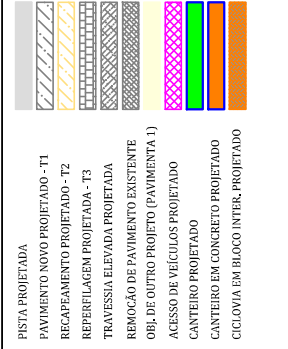 PISTA PROJETADA
PAVIMENTO NOVO PROJETADO - T1
RECAPEAMENTO PROJETADO - T2
REPERFILAGEM PROJETADA - T3
TRAVESSIA ELEVADA PROJETADA
REMOÇÃO DE PAVIMENTO EXISTENTE
OBJ. DE OUTRO PROJETO (PAVIMENTA 1)
ACESSO DE VEÍCULOS PROJETADO
CANTEIRO PROJETADO
CANTEIRO EM CONCRETO PROJETADO
CICLOVIA EM BLOCO INTER. PROJETADO